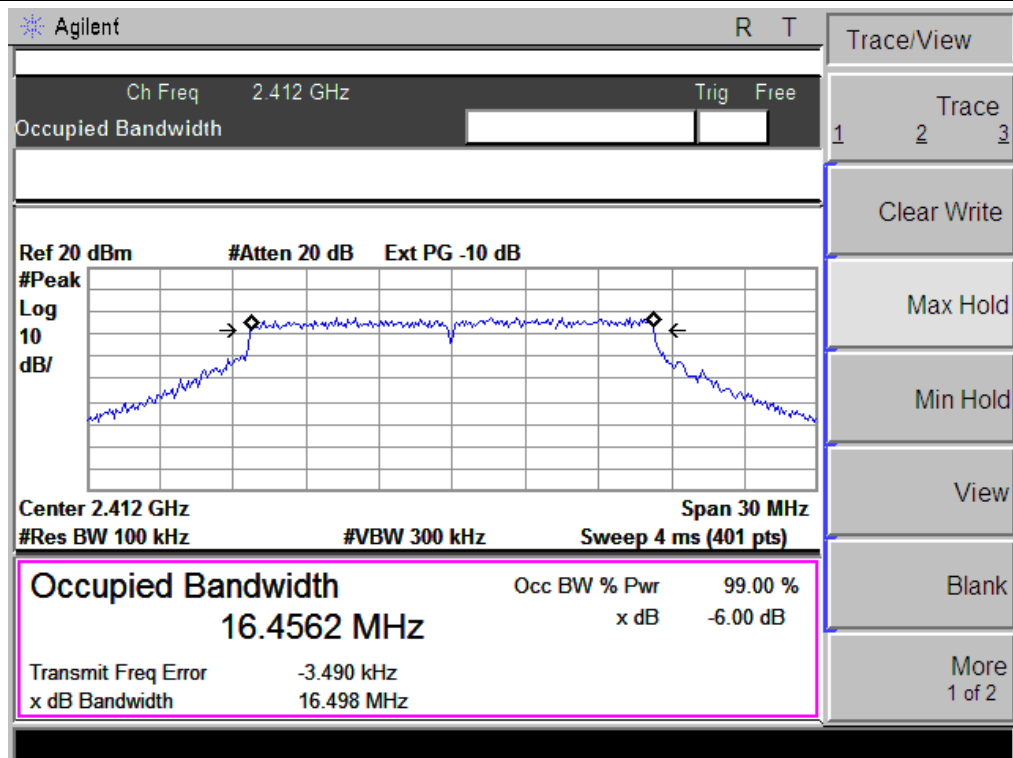 Agilent R T
Ch Freq 2.412 GHz Trig Free
Occupied Bandwidth
Ref 20 dBm #Atten 20 dB Ext PG -10 dB
#Peak
Log
10
dB/
Center 2.412 GHz Span 30 MHz
#Res BW 100 kHz #VBW 300 kHz Sweep 4 ms (401 pts)
Occupied Bandwidth Occ BW % Pwr 99.00 %
16.4562 MHz x dB -6.00 dB
Transmit Freq Error -3.490 kHz
x dB Bandwidth 16.498 MHz
Trace/View
Trace
1 2 3
Clear Write
Max Hold
Min Hold
View
Blank
More
1 of 2